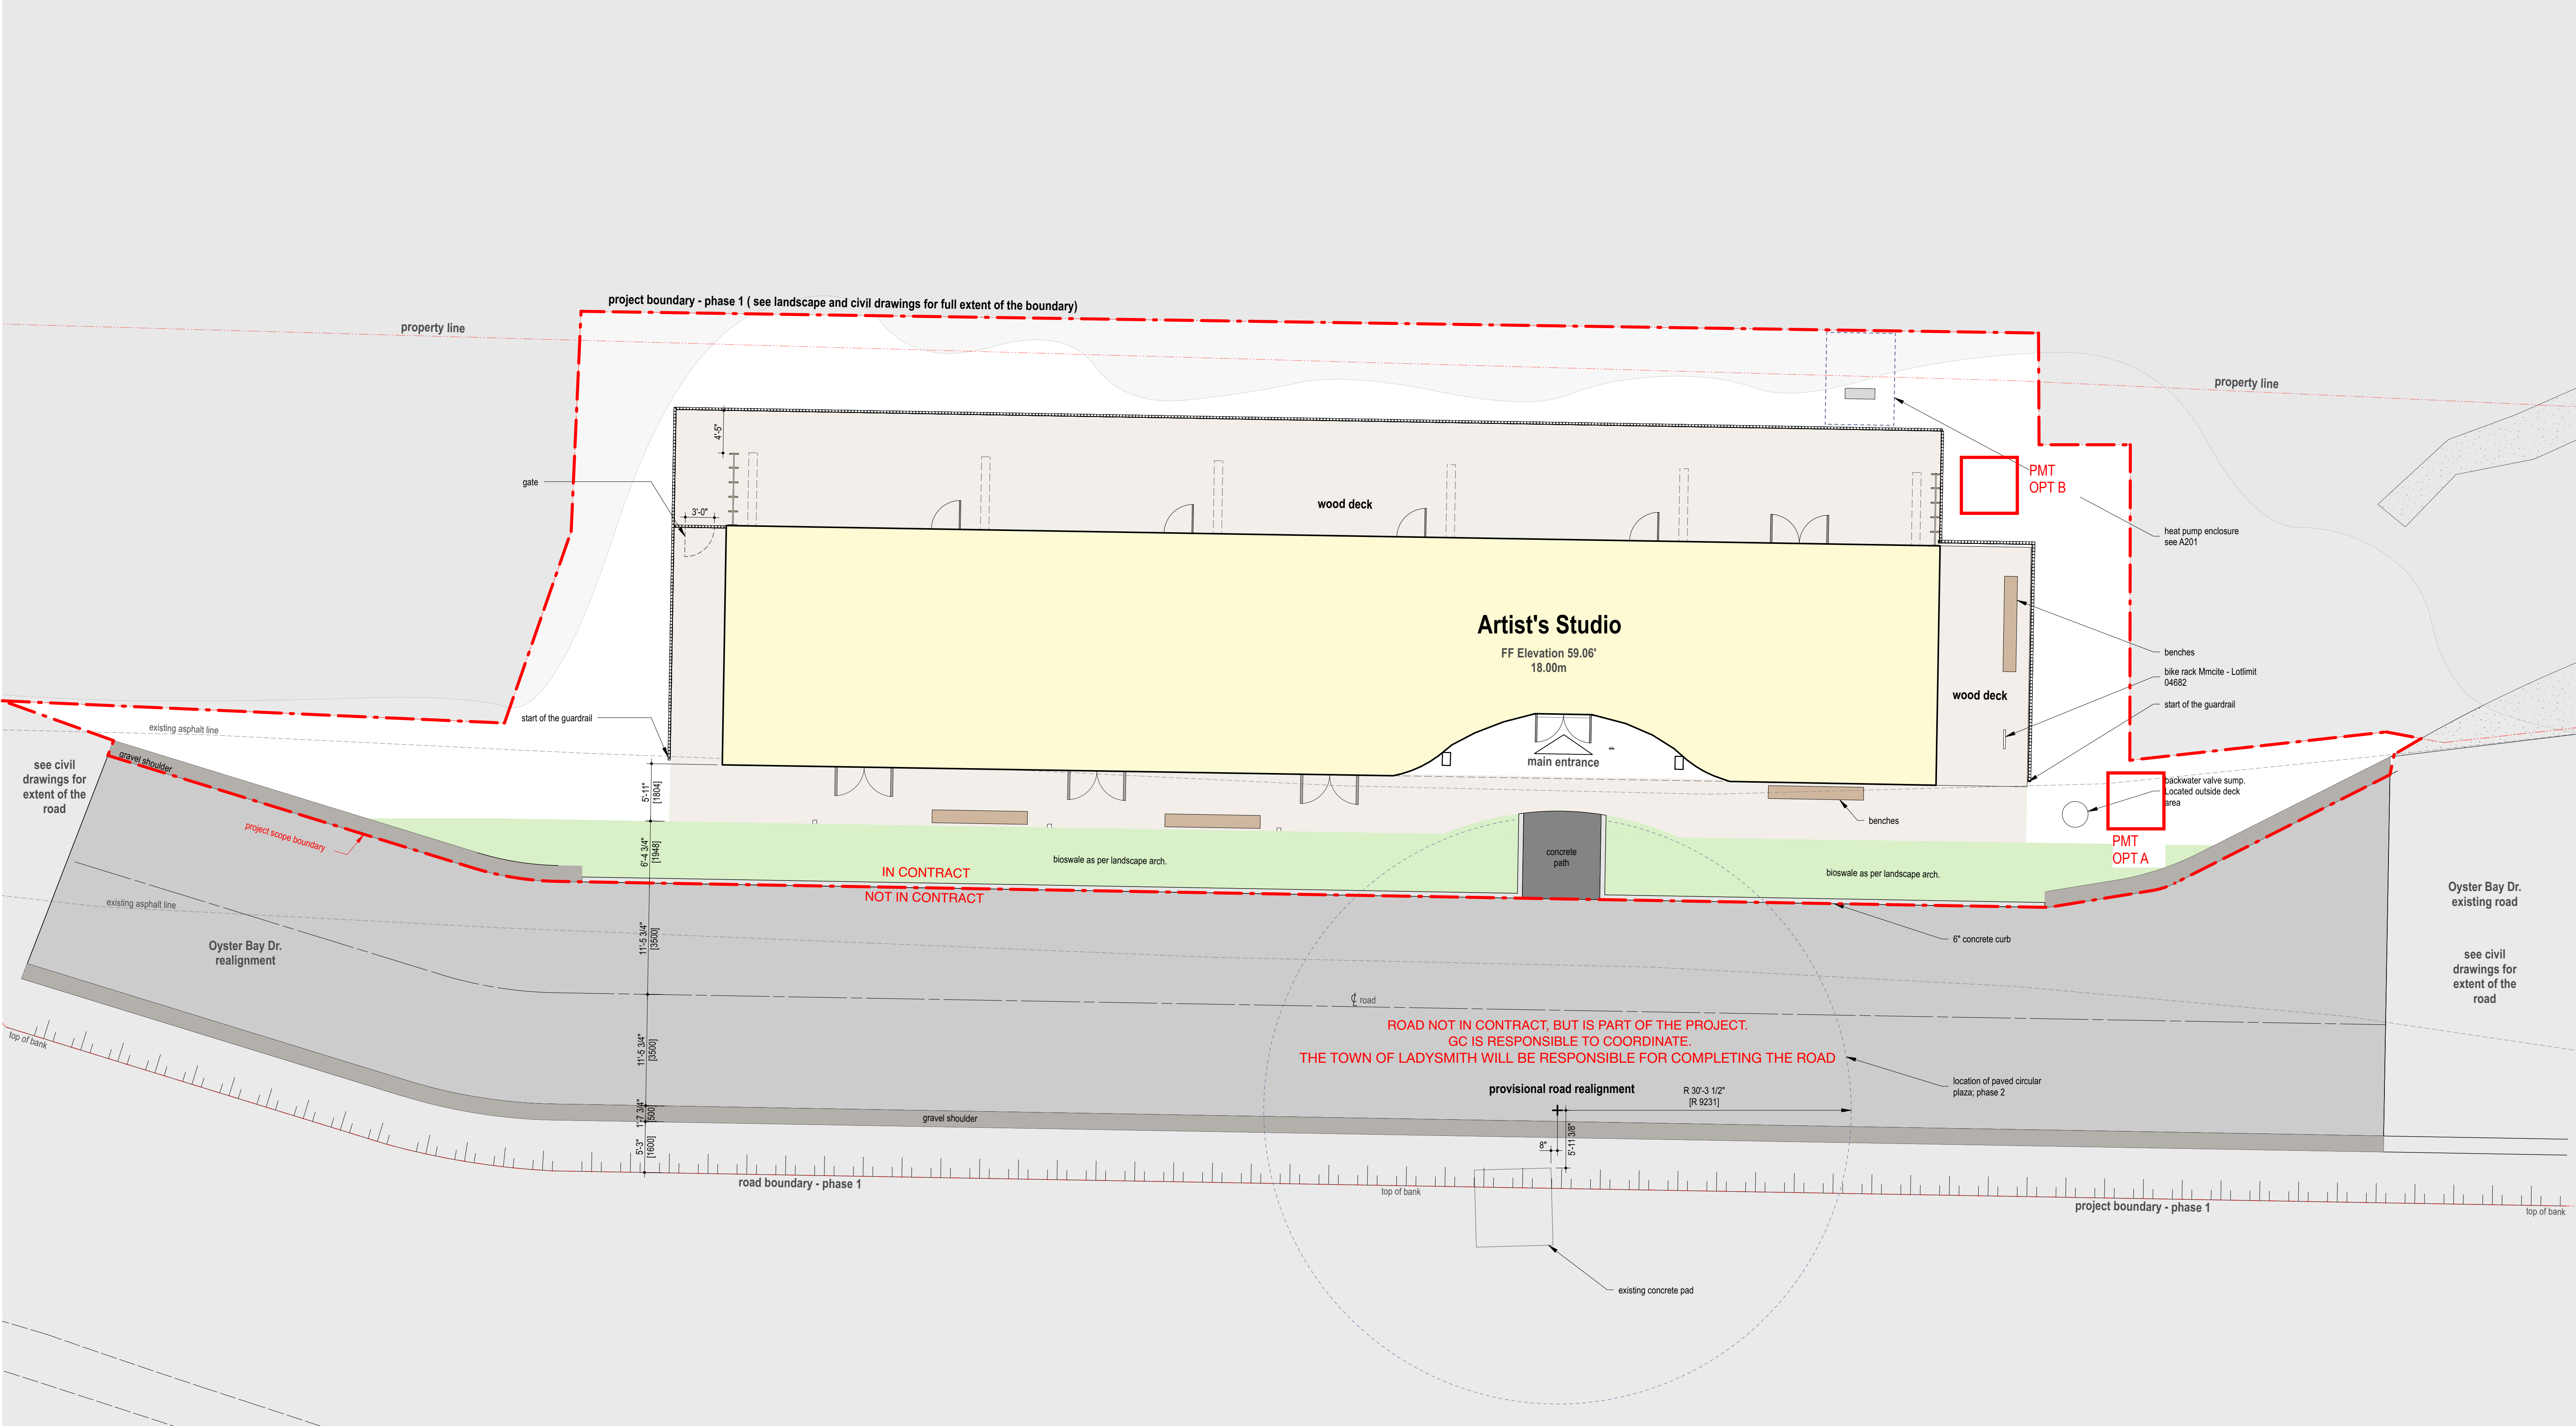 project boundary - phase 1 ( see landscape and civil drawings for full extent of the boundary)
property line
property line
4'-5"
gate
3'-0"
wood deck
PMT
OPT B
heat pump enclosure
see A201
Artist's Studio
FF Elevation 59.06'
18.00m
benches
bike rack Mmcite - Lotlimit
04682
wood deck
start of the guardrail
start of the guardrail
existing asphalt line
gravel shoulder
see civil
drawings for
extent of the
road
main entrance
5'-11"
[1804]
backwater valve sump.
Located outside deck
area
benches
project scope boundary
6'-4 3/4"
[1948]
PMT
OPT A
concrete
path
bioswale as per landscape arch.
bioswale as per landscape arch.
IN CONTRACT
NOT IN CONTRACT
existing asphalt line
Oyster Bay Dr.
existing road
Oyster Bay Dr.
realignment
11'-5 3/4"
[3500]
6" concrete curb
see civil
drawings for
extent of the
road
℄ road
ROAD NOT IN CONTRACT, BUT IS PART OF THE PROJECT.
GC IS RESPONSIBLE TO COORDINATE.
THE TOWN OF LADYSMITH WILL BE RESPONSIBLE FOR COMPLETING THE ROAD
top of bank
11'-5 3/4"
[3500]
location of paved circular
plaza; phase 2
provisional road realignment
R 30'-3 1/2"
[R 9231]
1'-7 3/4"
[500]
gravel shoulder
5'-3"
[1600]
8"
5'-11 3/8"
road boundary - phase 1
top of bank
project boundary - phase 1
top of bank
existing concrete pad